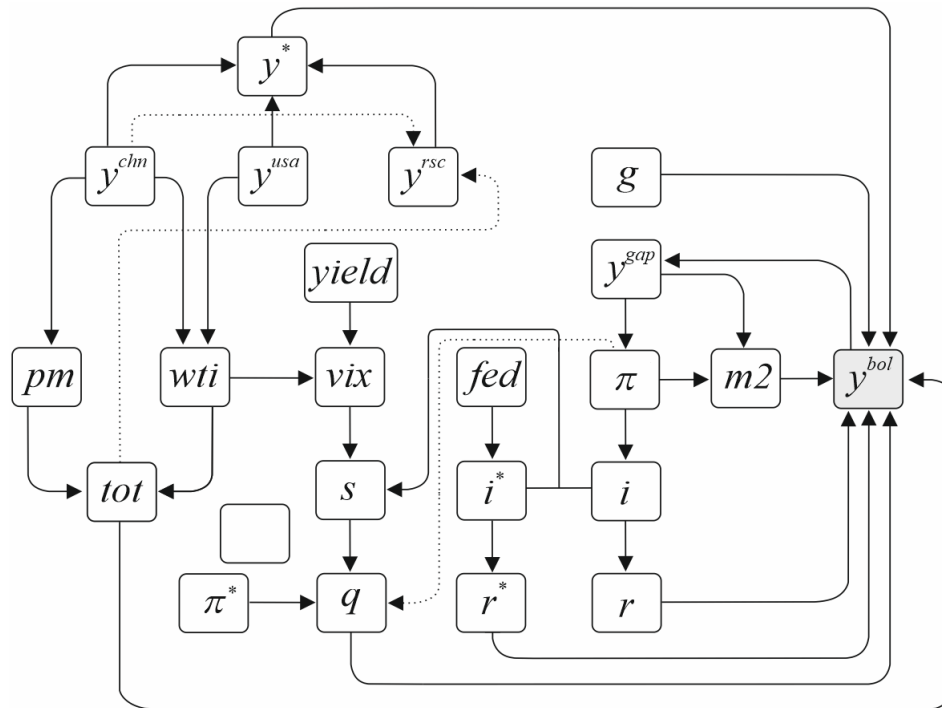 y*
y^chn y^usa y^rsc g
yield y^gap
pm wti vix fed π m2 y^bol
tot s i* i
π* q r* r